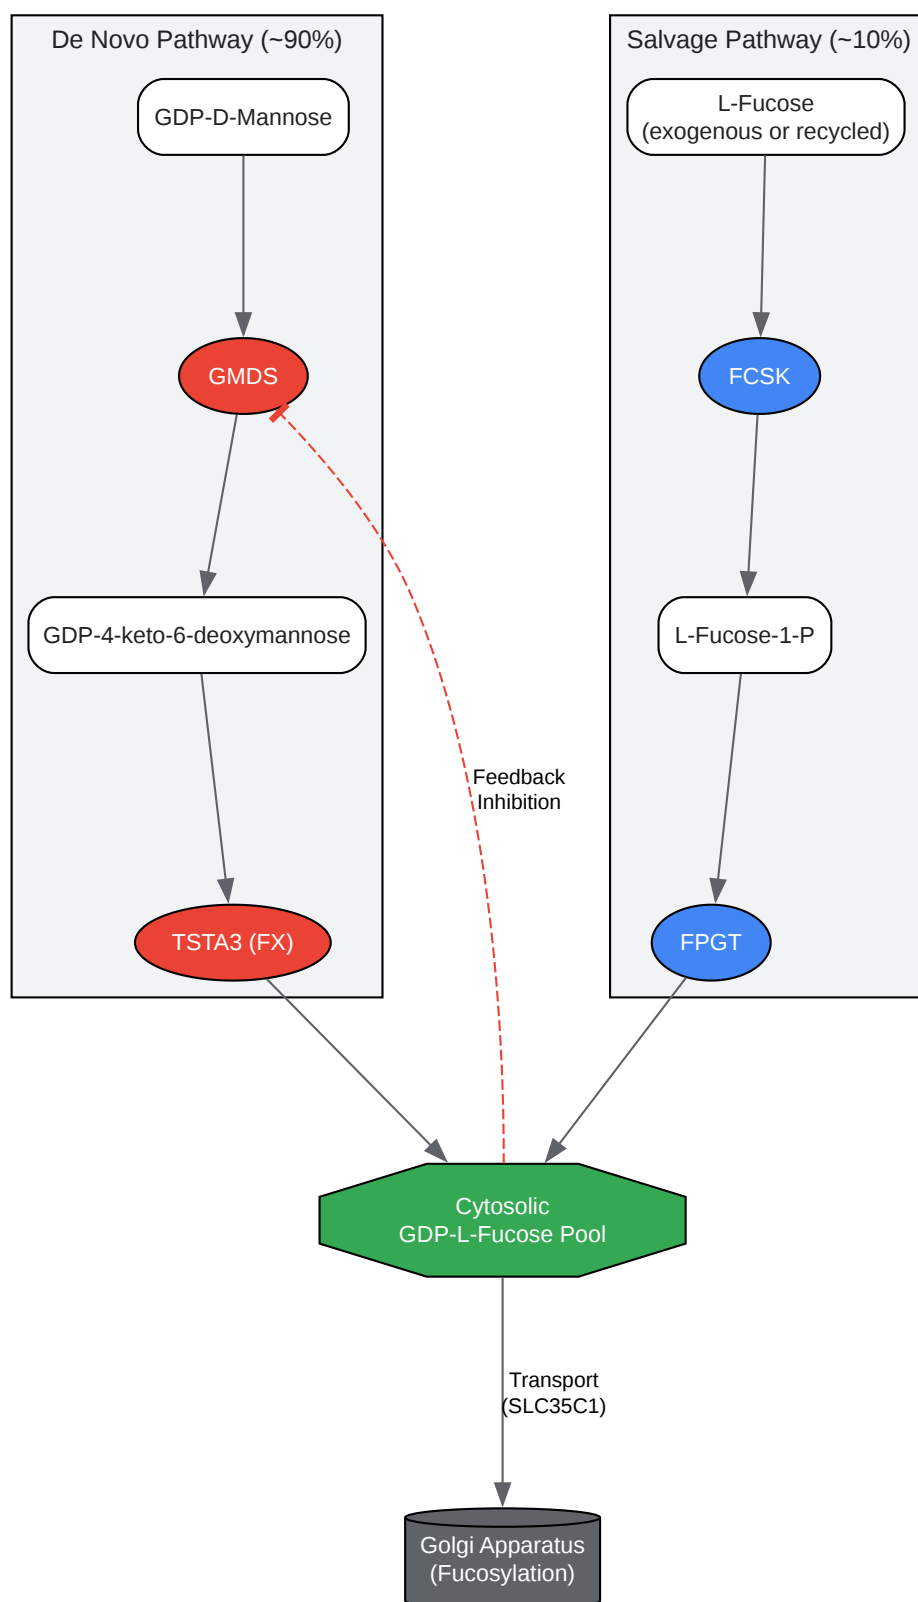 De Novo Pathway (~90%)
GDP-D-Mannose
GMDS
GDP-4-keto-6-deoxymannose
TSTA3 (FX)
Salvage Pathway (~10%)
L-Fucose
(exogenous or recycled)
FCSK
L-Fucose-1-P
FPGT
Feedback
Inhibition
Cytosolic
GDP-L-Fucose Pool
Transport
(SLC35C1)
Golgi Apparatus
(Fucosylation)